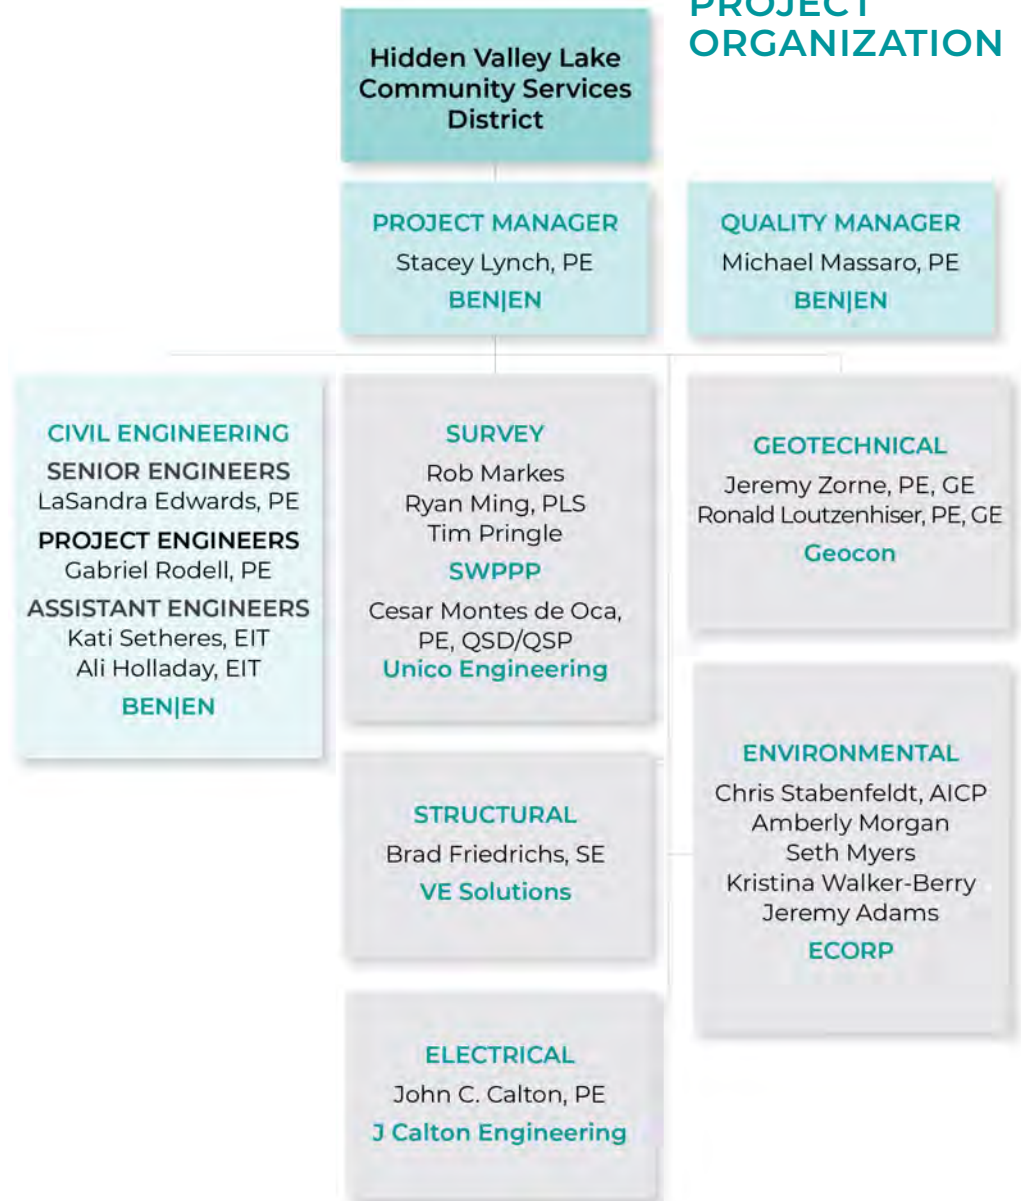 PROJECT
ORGANIZATION
Hidden Valley Lake
Community Services
District
PROJECT MANAGER
Stacey Lynch, PE
BEN|EN
QUALITY MANAGER
Michael Massaro, PE
BEN|EN
CIVIL ENGINEERING
SENIOR ENGINEERS
LaSandra Edwards, PE
PROJECT ENGINEERS
Gabriel Rodell, PE
ASSISTANT ENGINEERS
Kati Setheres, EIT
Ali Holladay, EIT
BEN|EN
SURVEY
Rob Markes
Ryan Ming, PLS
Tim Pringle
SWPPP
Cesar Montes de Oca,
PE, QSD/QSP
Unico Engineering
GEOTECHNICAL
Jeremy Zorne, PE, GE
Ronald Loutzenhiser, PE, GE
Geocon
STRUCTURAL
Brad Friedrichs, SE
VE Solutions
ENVIRONMENTAL
Chris Stabenfeldt, AICP
Amberly Morgan
Seth Myers
Kristina Walker-Berry
Jeremy Adams
ECORP
ELECTRICAL
John C. Calton, PE
J Calton Engineering